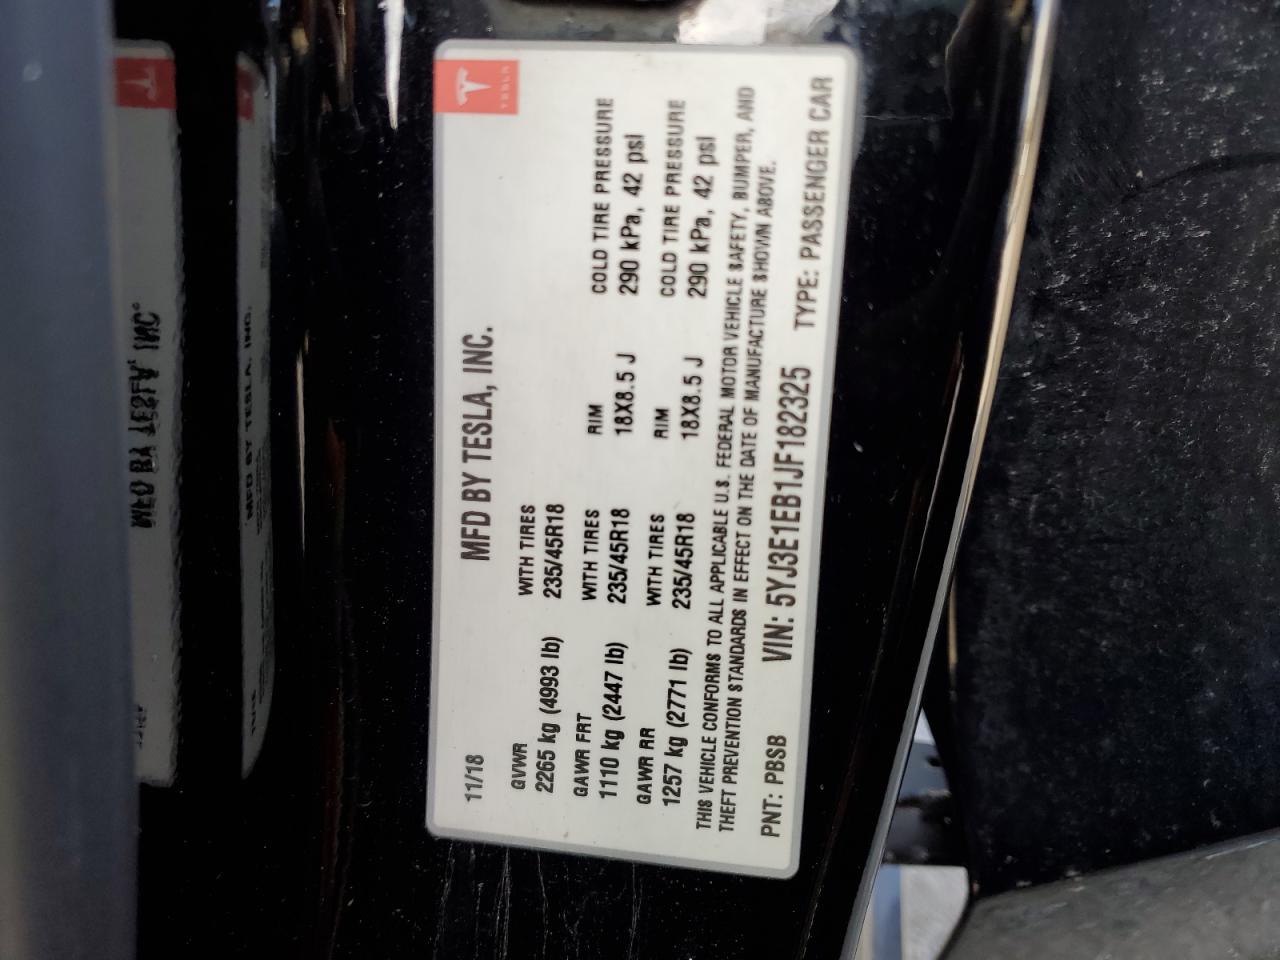 TESLA
MFD BY TESLA, INC.
11/18
GVWR WITH TIRES
2265 kg (4993 lb) 235/45R18
GAWR FRT WITH TIRES RIM COLD TIRE PRESSURE
1110 kg (2447 lb) 235/45R18 18X8.5 J 290 kPa, 42 psi
GAWR RR WITH TIRES RIM COLD TIRE PRESSURE
1257 kg (2771 lb) 235/45R18 18X8.5 J 290 kPa, 42 psi
THIS VEHICLE CONFORMS TO ALL APPLICABLE U.S. FEDERAL MOTOR VEHICLE SAFETY, BUMPER, AND
THEFT PREVENTION STANDARDS IN EFFECT ON THE DATE OF MANUFACTURE SHOWN ABOVE.
PNT: PBSB VIN: 5YJ3E1EB1JF182325 TYPE: PASSENGER CAR
MFD BY TESLA, INC.